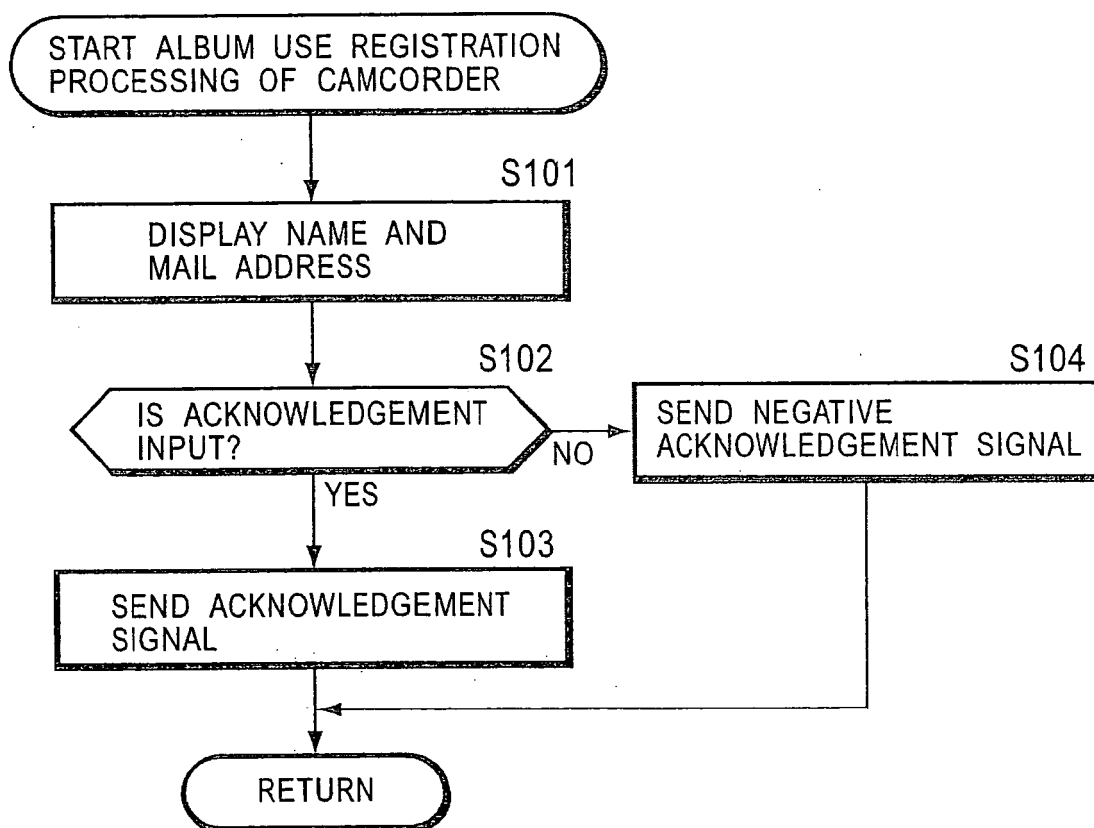 START ALBUM USE REGISTRATION
PROCESSING OF CAMCORDER
S101
DISPLAY NAME AND
MAIL ADDRESS
S102
IS ACKNOWLEDGEMENT
INPUT?
NO
YES
S104
SEND NEGATIVE
ACKNOWLEDGEMENT SIGNAL
S103
SEND ACKNOWLEDGEMENT
SIGNAL
RETURN